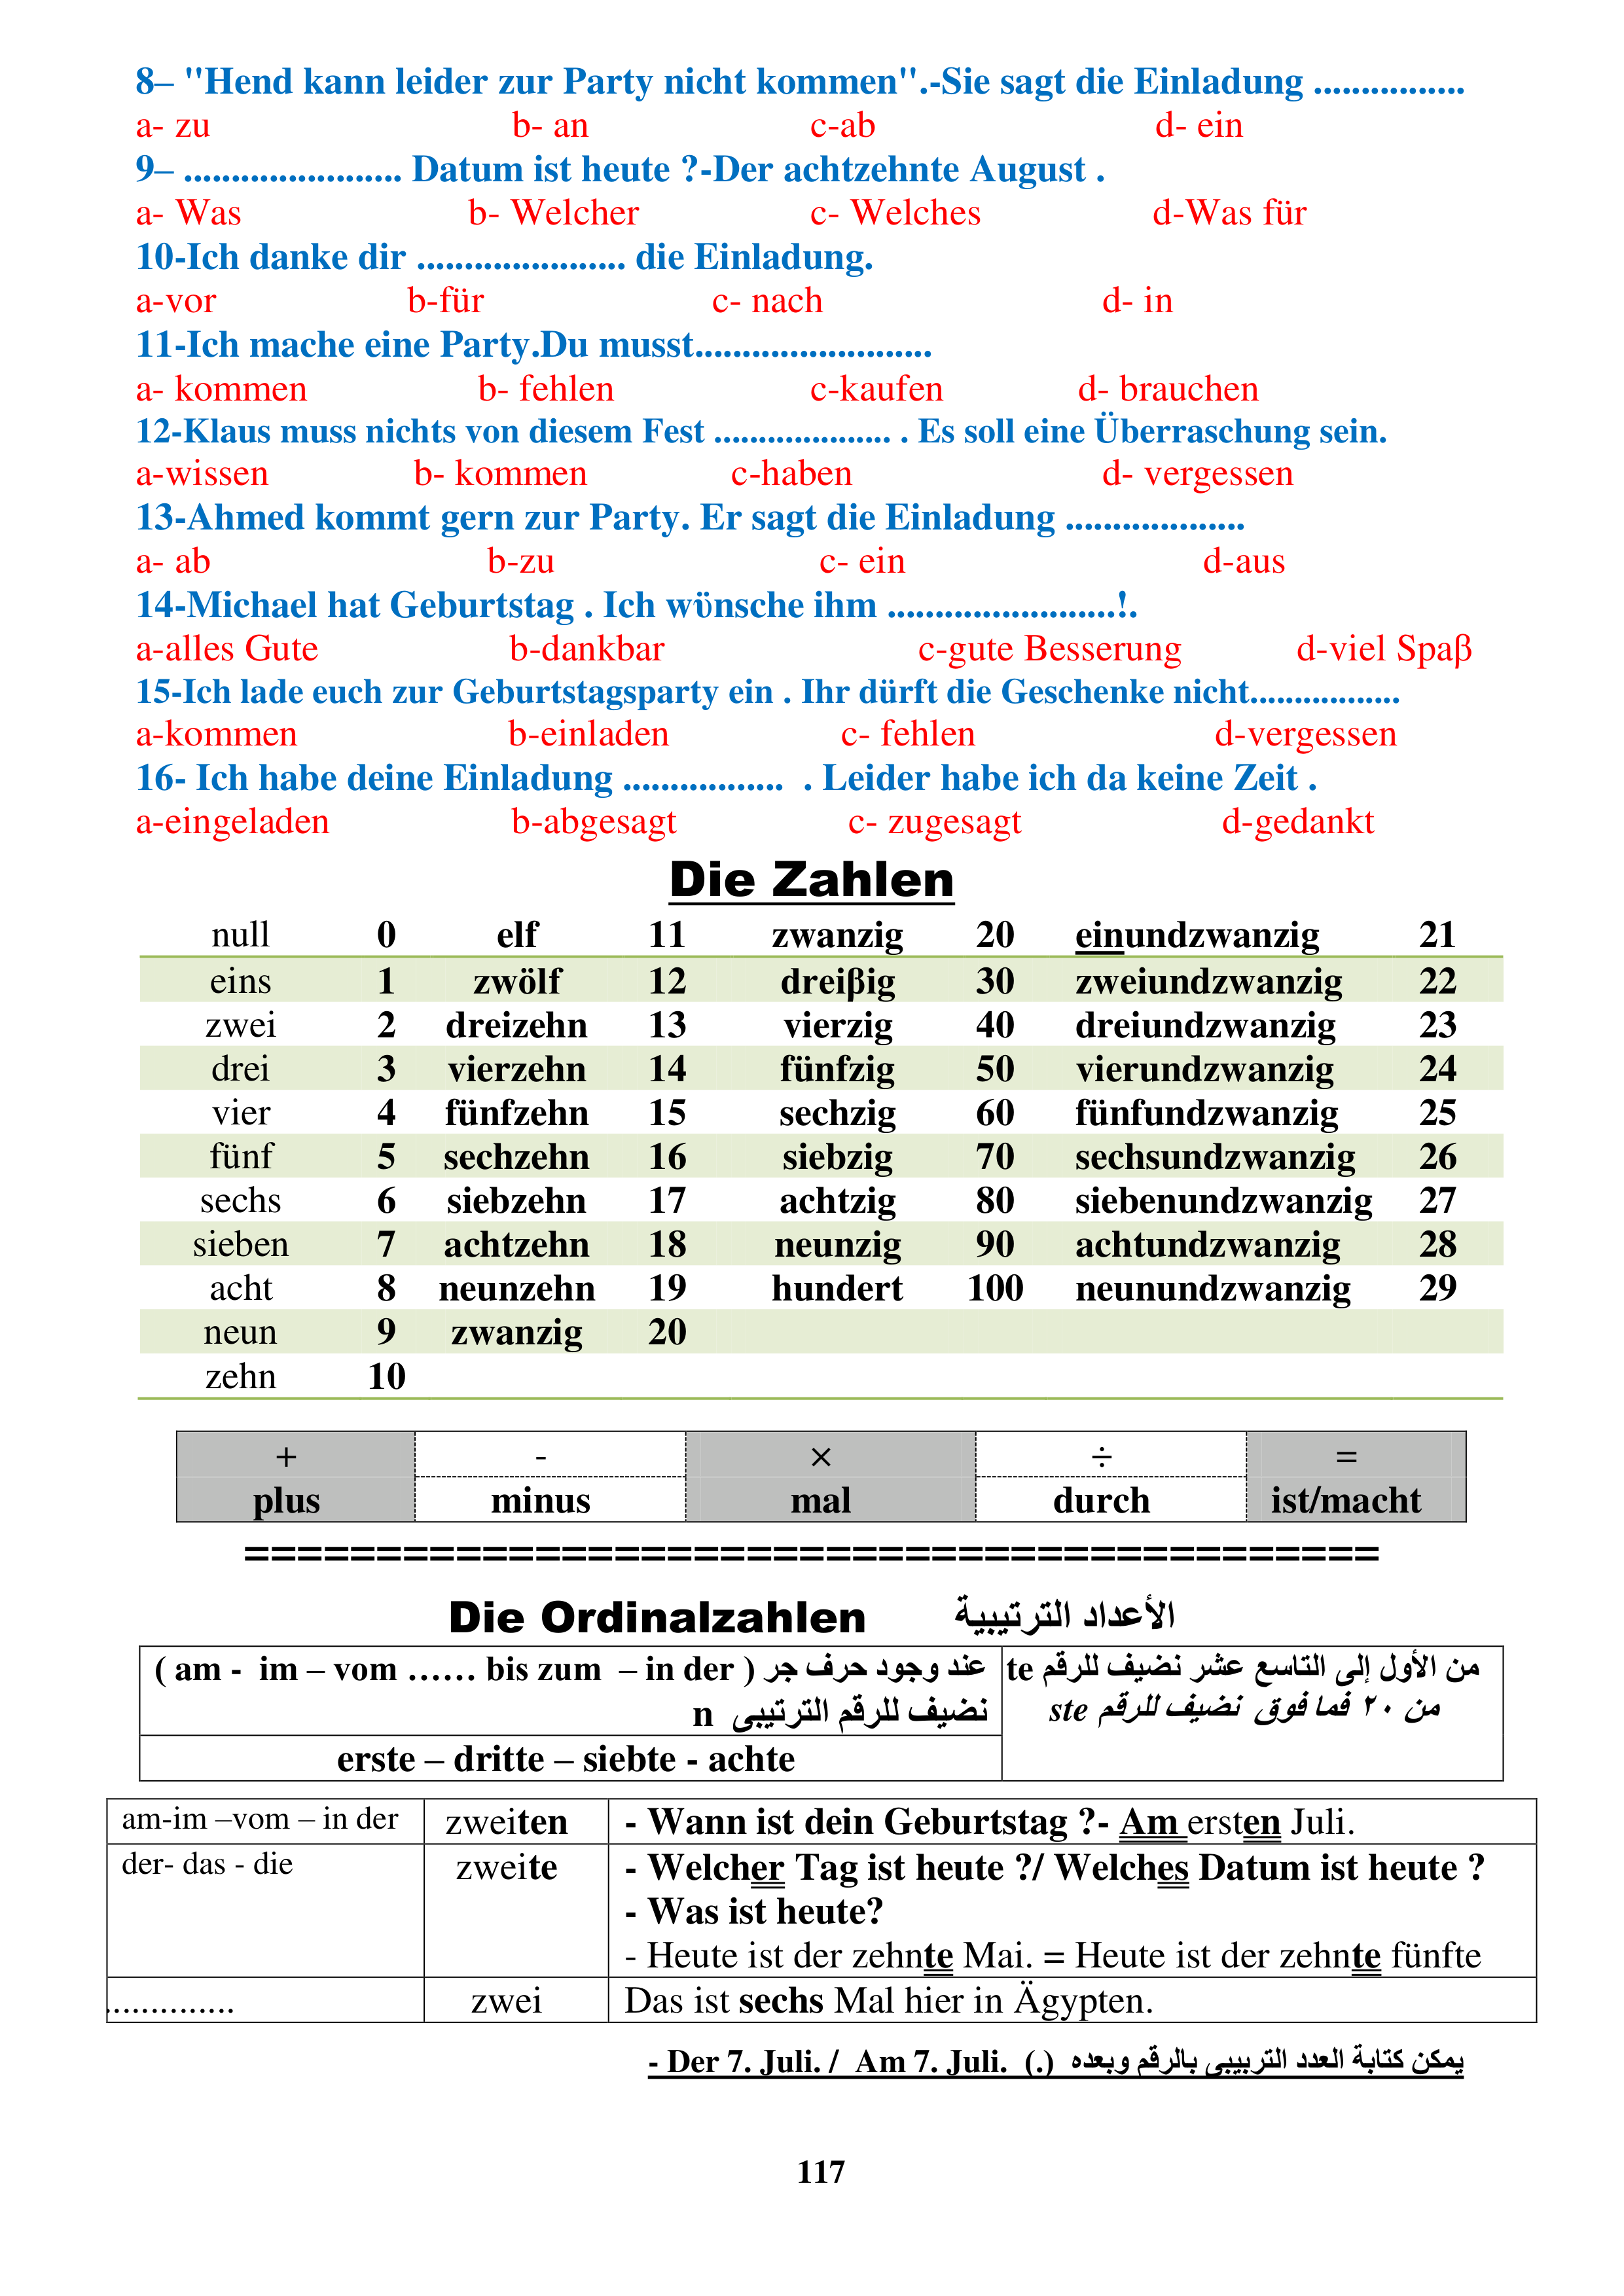 8– "Hend kann leider zur Party nicht kommen".-Sie sagt die Einladung ................
a- zu b- an c-ab d- ein
9– ....................... Datum ist heute ?-Der achtzehnte August .
a- Was b- Welcher c- Welches d-Was für
10-Ich danke dir ...................... die Einladung.
a-vor b-für c- nach d- in
11-Ich mache eine Party.Du musst.........................
a- kommen b- fehlen c-kaufen d- brauchen
12-Klaus muss nichts von diesem Fest .................... . Es soll eine Überraschung sein.
a-wissen b- kommen c-haben d- vergessen
13-Ahmed kommt gern zur Party. Er sagt die Einladung ...................
a- ab b-zu c- ein d-aus
14-Michael hat Geburtstag . Ich wϋnsche ihm ........................!.
a-alles Gute b-dankbar c-gute Besserung d-viel Spaβ
15-Ich lade euch zur Geburtstagsparty ein . Ihr dürft die Geschenke nicht.................
a-kommen b-einladen c- fehlen d-vergessen
16- Ich habe deine Einladung ................. . Leider habe ich da keine Zeit .
a-eingeladen b-abgesagt c- zugesagt d-gedankt
Die Zahlen
null 0 elf 11 zwanzig 20 einundzwanzig 21
eins 1 zwölf 12 dreiβig 30 zweiundzwanzig 22
zwei 2 dreizehn 13 vierzig 40 dreiundzwanzig 23
drei 3 vierzehn 14 fünfzig 50 vierundzwanzig 24
vier 4 fünfzehn 15 sechzig 60 fünfundzwanzig 25
fünf 5 sechzehn 16 siebzig 70 sechsundzwanzig 26
sechs 6 siebzehn 17 achtzig 80 siebenundzwanzig 27
sieben 7 achtzehn 18 neunzig 90 achtundzwanzig 28
acht 8 neunzehn 19 hundert 100 neunundzwanzig 29
neun 9 zwanzig 20
zehn 10
+ - × ÷ =
plus minus mal durch ist/macht
===========================================
Die Ordinalzahlen الأعداد الترتيبية
عند وجود حرف جر ( am - im – vom …… bis zum – in der )
نضيف للرقم الترتيبى n
erste – dritte – siebte - achte
من الأول إلى التاسع عشر نضيف للرقم te
من ٢٠ فما فوق نضيف للرقم ste
am-im –vom – in der zweiten - Wann ist dein Geburtstag ?- Am ersten Juli.
der- das - die zweite - Welcher Tag ist heute ?/ Welches Datum ist heute ?
- Was ist heute?
- Heute ist der zehnte Mai. = Heute ist der zehnte fünfte
.............. zwei Das ist sechs Mal hier in Ägypten.
يمكن كتابة العدد التربيبى بالرقم وبعده (.) - Der 7. Juli. / Am 7. Juli.
117